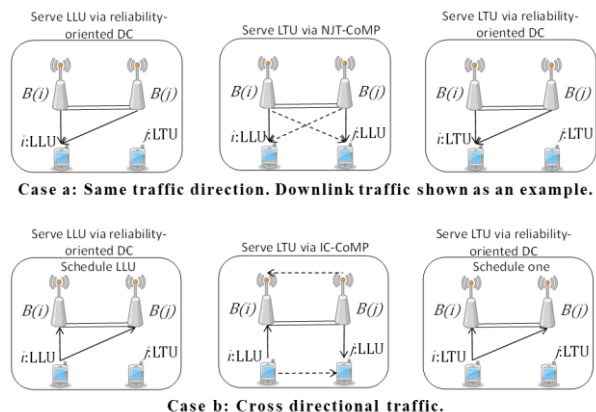 Serve LLU via reliability-
oriented DC
B(i)
B(j)
i:LLU
j:LTU
Serve LTU via NJT-CoMP
B(i)
B(j)
i:LLU
j:LLU
Serve LTU via reliability-
oriented DC
B(i)
B(j)
i:LTU
j:LTU
Case a: Same traffic direction. Downlink traffic shown as an example.
Serve LLU via reliability-
oriented DC
Schedule LLU
B(i)
B(j)
i:LLU
j:LTU
Serve LTU via IC-CoMP
B(i)
B(j)
i:LLU
j:LLU
Serve LTU via reliability-
oriented DC
Schedule one
B(i)
B(j)
i:LTU
j:LTU
Case b: Cross directional traffic.